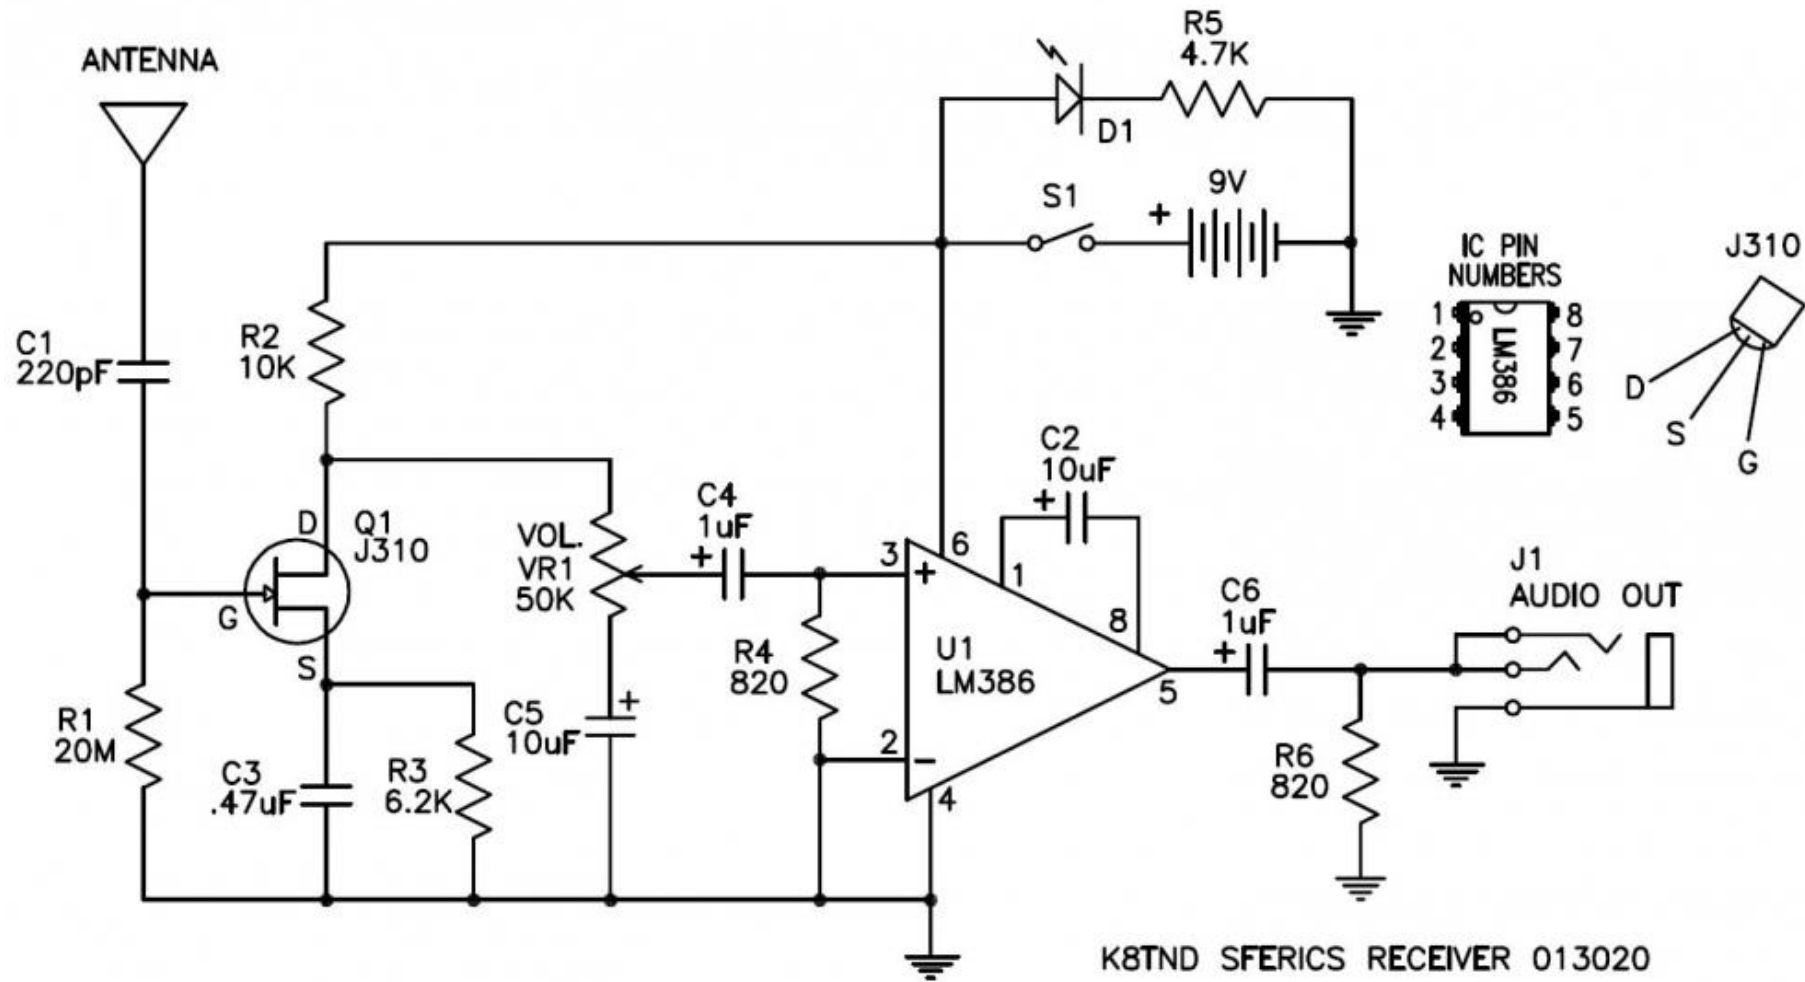 ANTENNA
R5
4.7K
D1
S1
9V
+
IC PIN
NUMBERS
J310
1
2
3
4
LM386
8
7
6
5
D
S
G
C1
220pF
R2
10K
D
Q1
J310
G
S
R1
20M
C3
.47uF
R3
6.2K
VOL.
VR1
50K
C5
10uF
+
C4
1uF
+
R4
820
3
+
6
C2
10uF
+
1
8
U1
LM386
2
-
4
5
C6
1uF
+
R6
820
J1
AUDIO OUT
K8TND SFERICS RECEIVER 013020